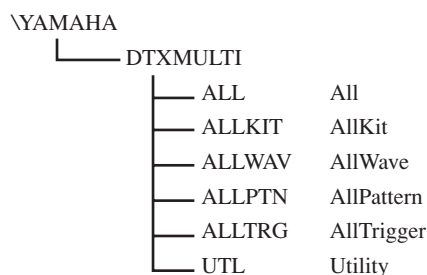 \YAMAHA
DTXMULTI
ALL All
ALLKIT AllKit
ALLWAV AllWave
ALLPTN AllPattern
ALLTRG AllTrigger
UTL Utility